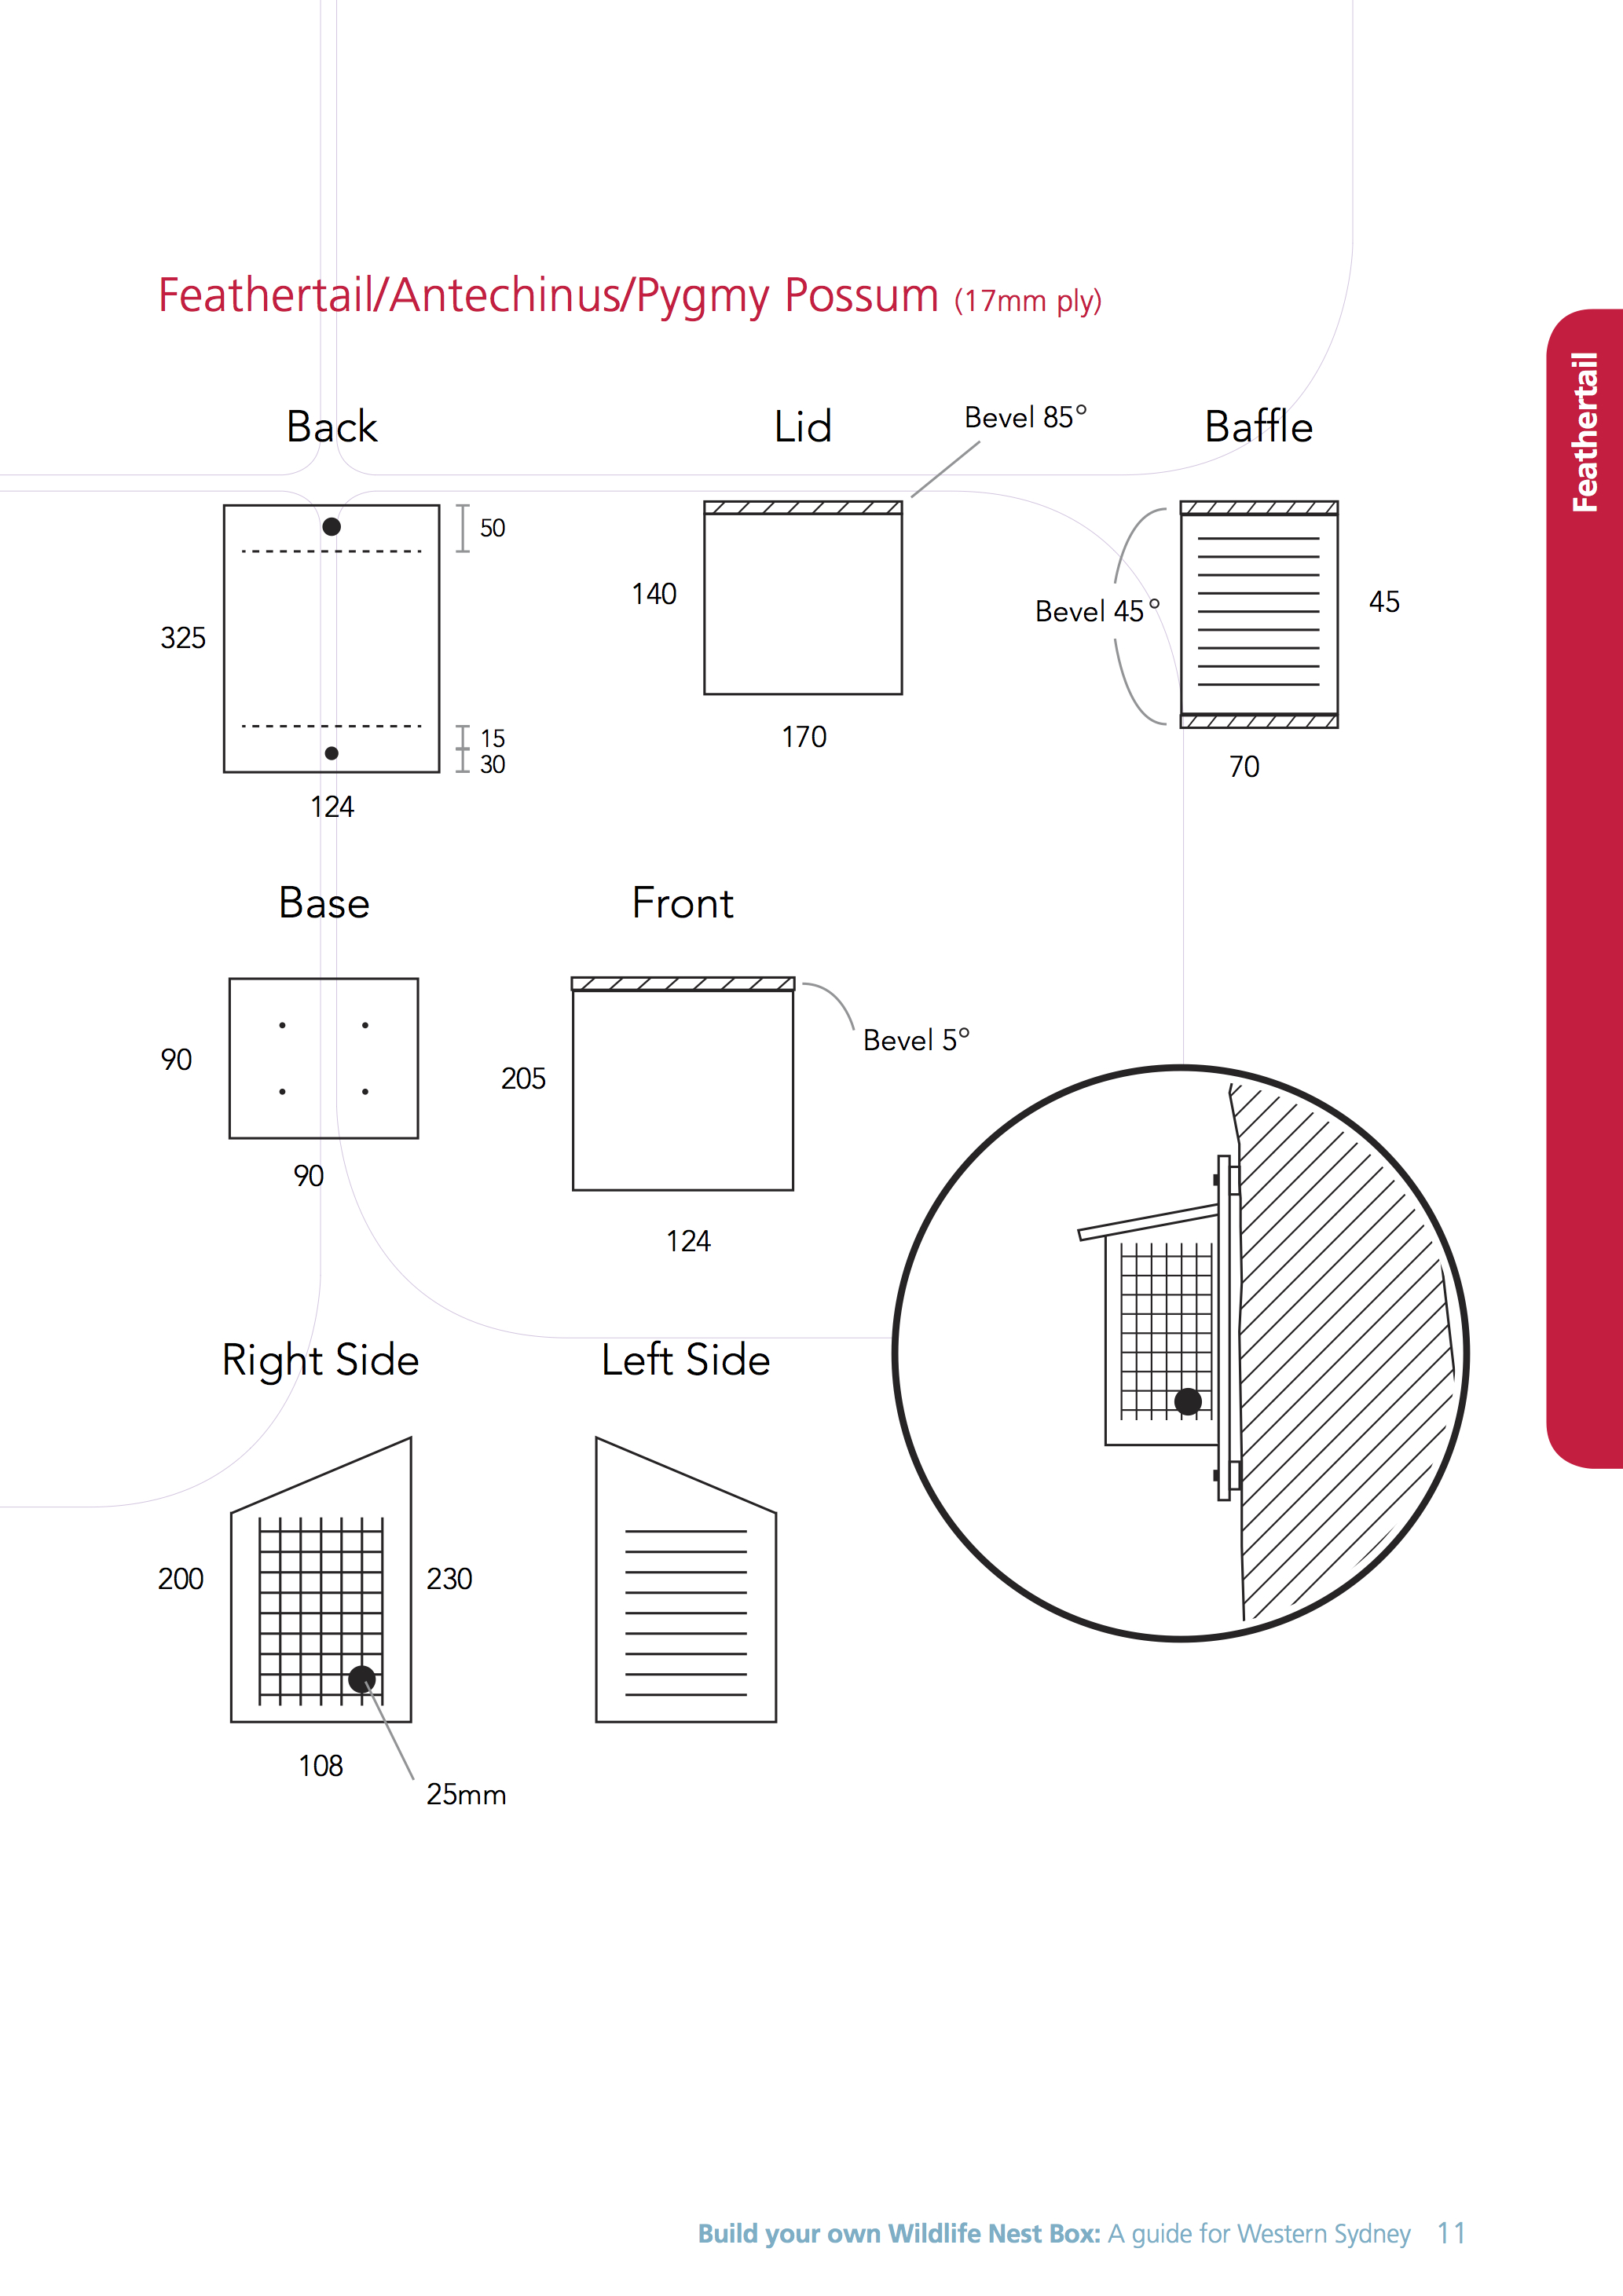 Feathertail/Antechinus/Pygmy Possum (17mm ply)
Feathertail
Back
50
325
15
30
124
Lid
Bevel 85°
140
170
Baffle
Bevel 45°
45
70
Base
90
90
Front
Bevel 5°
205
124
Right Side
200
230
108
25mm
Left Side
Build your own Wildlife Nest Box: A guide for Western Sydney 11